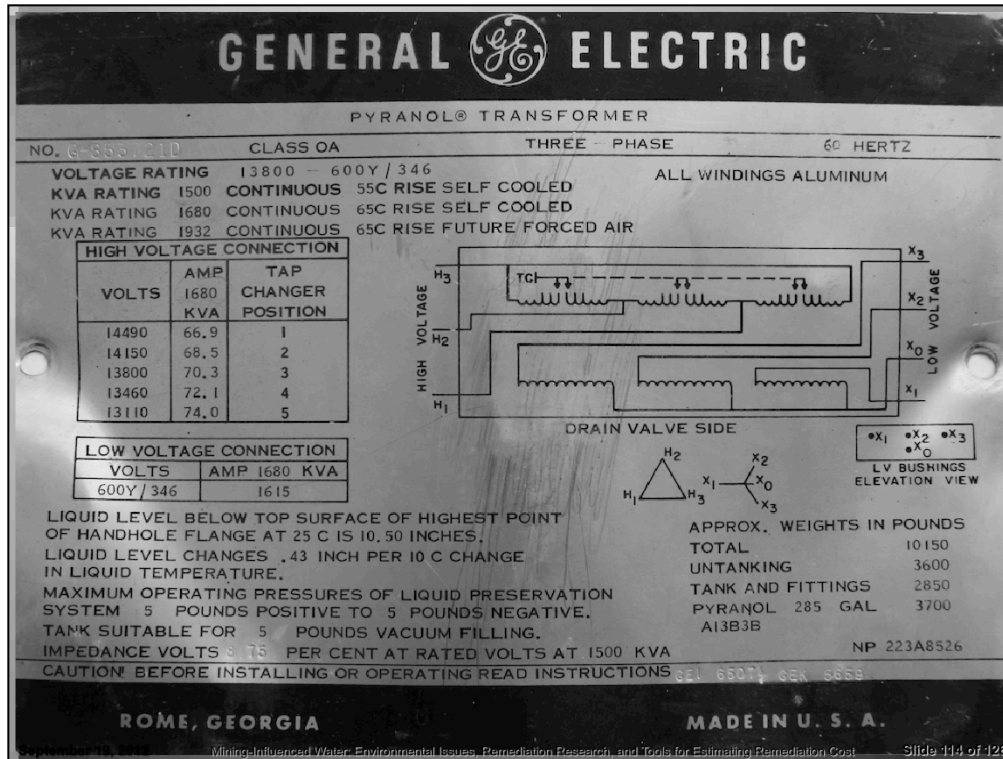 GENERAL GE ELECTRIC
PYRANOL® TRANSFORMER
NO. CLASS OA THREE - PHASE 60 HERTZ
VOLTAGE RATING 13800 - 600Y/346 ALL WINDINGS ALUMINUM
KVA RATING 1500 CONTINUOUS 55C RISE SELF COOLED
KVA RATING 1680 CONTINUOUS 65C RISE SELF COOLED
KVA RATING 1932 CONTINUOUS 65C RISE FUTURE FORCED AIR
HIGH VOLTAGE CONNECTION
VOLTS AMP 1680 KVA TAP CHANGER POSITION
14490 66.9 1
14150 68.5 2
13800 70.3 3
13460 72.1 4
13110 74.0 5
LOW VOLTAGE CONNECTION
VOLTS AMP 1680 KVA
600Y/346 1615
HIGH VOLTAGE
H3
H2
H1
TC
X3
X2
X0
X1
LOW VOLTAGE
DRAIN VALVE SIDE
H2
H1 H3
X2
X1 X0
X3
X1 X2 X3
X0
LV BUSHINGS
ELEVATION VIEW
LIQUID LEVEL BELOW TOP SURFACE OF HIGHEST POINT
OF HANDHOLE FLANGE AT 25 C IS 10.50 INCHES.
LIQUID LEVEL CHANGES .43 INCH PER 10 C CHANGE
IN LIQUID TEMPERATURE.
MAXIMUM OPERATING PRESSURES OF LIQUID PRESERVATION
SYSTEM 5 POUNDS POSITIVE TO 5 POUNDS NEGATIVE.
TANK SUITABLE FOR 5 POUNDS VACUUM FILLING.
IMPEDANCE VOLTS PER CENT AT RATED VOLTS AT 1500 KVA
APPROX. WEIGHTS IN POUNDS
TOTAL 10150
UNTANKING 3600
TANK AND FITTINGS 2850
PYRANOL 285 GAL 3700
A13B3B
NP 223A8526
CAUTION! BEFORE INSTALLING OR OPERATING READ INSTRUCTIONS
ROME, GEORGIA MADE IN U.S.A.
September 19, 2012 Mining-Influenced Water: Environmental Issues, Remediation Research, and Tools for Estimating Remediation Cost Slide 114 of 128